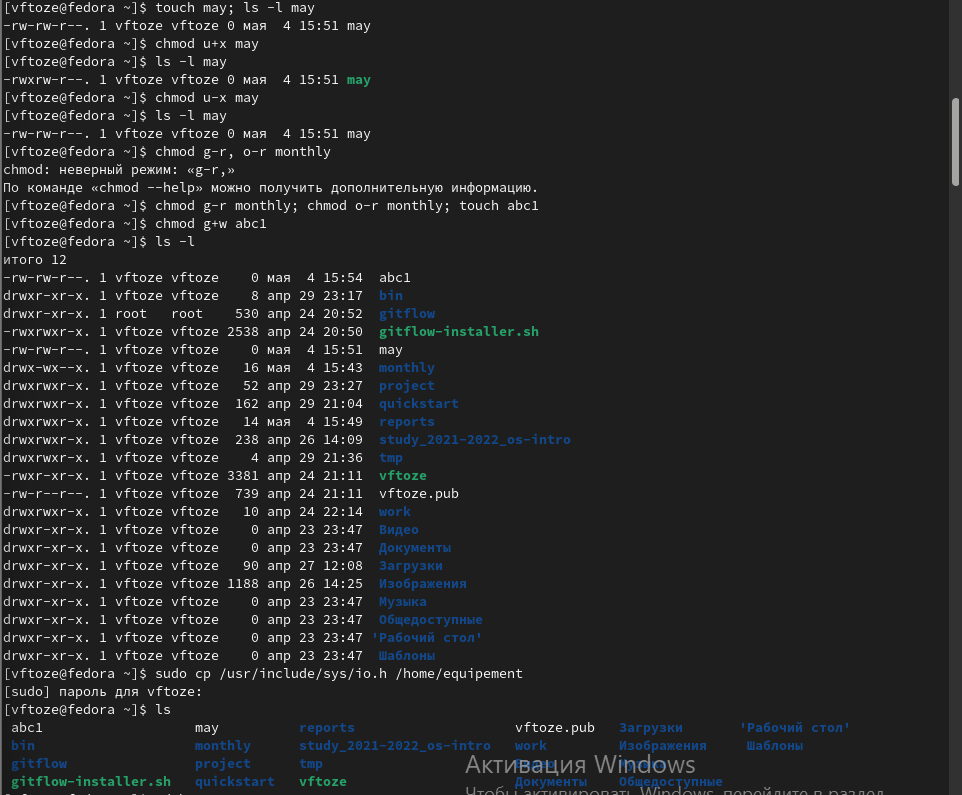 [vftoze@fedora ~]$ touch may; ls -l may
-rw-rw-r--. 1 vftoze vftoze 0 мая  4 15:51 may
[vftoze@fedora ~]$ chmod u+x may
[vftoze@fedora ~]$ ls -l may
-rwxrw-r--. 1 vftoze vftoze 0 мая  4 15:51 may
[vftoze@fedora ~]$ chmod u-x may
[vftoze@fedora ~]$ ls -l may
-rw-rw-r--. 1 vftoze vftoze 0 мая  4 15:51 may
[vftoze@fedora ~]$ chmod g-r, o-r monthly
chmod: неверный режим: «g-r,»
По команде «chmod --help» можно получить дополнительную информацию.
[vftoze@fedora ~]$ chmod g-r monthly; chmod o-r monthly; touch abc1
[vftoze@fedora ~]$ chmod g+w abc1
[vftoze@fedora ~]$ ls -l
итого 12
-rw-rw-r--. 1 vftoze vftoze    0 мая  4 15:54  abc1
drwxr-xr-x. 1 vftoze vftoze    8 апр 29 23:17  bin
drwxr-xr-x. 1 root   root    530 апр 24 20:52  gitflow
-rwxrwxr-x. 1 vftoze vftoze 2538 апр 24 20:50  gitflow-installer.sh
-rw-rw-r--. 1 vftoze vftoze    0 мая  4 15:51  may
drwx-wx--x. 1 vftoze vftoze   16 мая  4 15:43  monthly
drwxrwxr-x. 1 vftoze vftoze   52 апр 29 23:27  project
drwxrwxr-x. 1 vftoze vftoze  162 апр 29 21:04  quickstart
drwxrwxr-x. 1 vftoze vftoze   14 мая  4 15:49  reports
drwxrwxr-x. 1 vftoze vftoze  238 апр 26 14:09  study_2021-2022_os-intro
drwxrwxr-x. 1 vftoze vftoze    4 апр 29 21:36  tmp
-rwxr-xr-x. 1 vftoze vftoze 3381 апр 24 21:11  vftoze
-rw-r--r--. 1 vftoze vftoze  739 апр 24 21:11  vftoze.pub
drwxrwxr-x. 1 vftoze vftoze   10 апр 24 22:14  work
drwxr-xr-x. 1 vftoze vftoze    0 апр 23 23:47  Видео
drwxr-xr-x. 1 vftoze vftoze    0 апр 23 23:47  Документы
drwxr-xr-x. 1 vftoze vftoze   90 апр 27 12:08  Загрузки
drwxr-xr-x. 1 vftoze vftoze 1188 апр 26 14:25  Изображения
drwxr-xr-x. 1 vftoze vftoze    0 апр 23 23:47  Музыка
drwxr-xr-x. 1 vftoze vftoze    0 апр 23 23:47  Общедоступные
drwxr-xr-x. 1 vftoze vftoze    0 апр 23 23:47 'Рабочий стол'
drwxr-xr-x. 1 vftoze vftoze    0 апр 23 23:47  Шаблоны
[vftoze@fedora ~]$ sudo cp /usr/include/sys/io.h /home/equipement
[sudo] пароль для vftoze:
[vftoze@fedora ~]$ ls
abc1 may reports vftoze.pub Загрузки 'Рабочий стол'
bin monthly study_2021-2022_os-intro work Изображения Шаблоны
gitflow project tmp
gitflow-installer.sh quickstart vftoze Документы Общедоступные
Активация Windows
Чтобы активировать Windows, перейдите в раздел